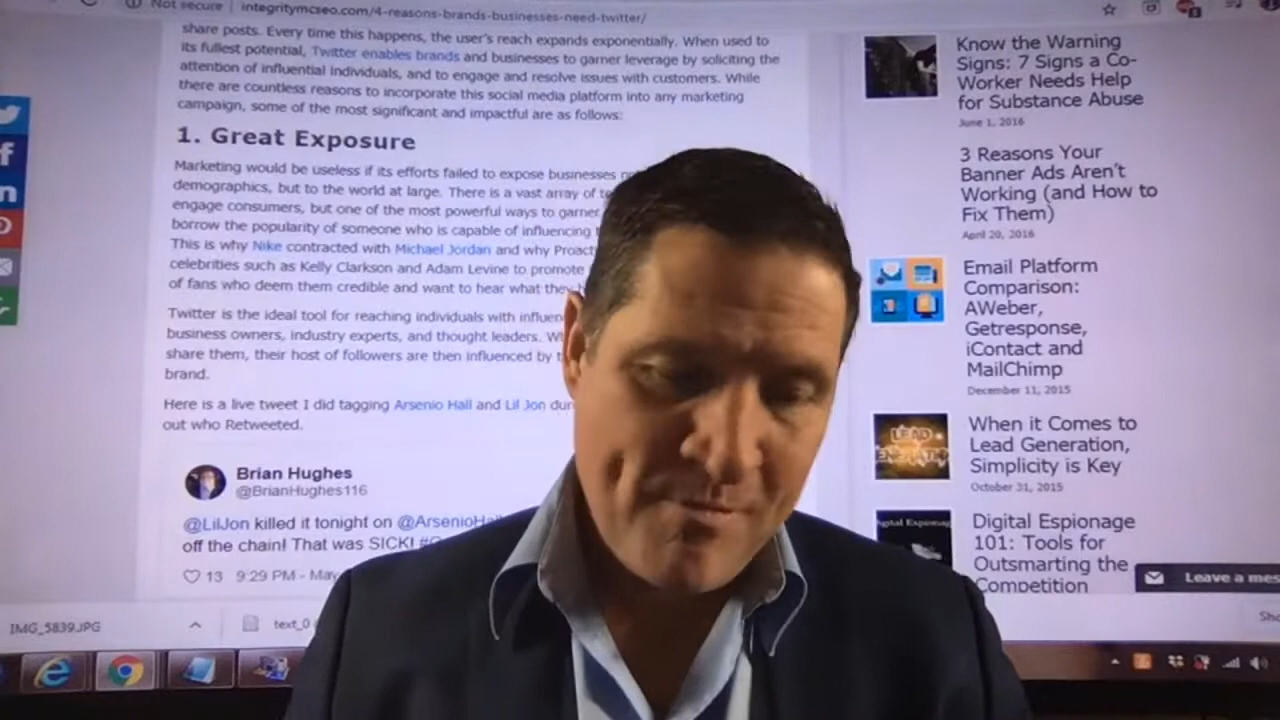 Not secure | integritymcseo.com/4-reasons-brands-businesses-need-twitter/
share posts. Every time this happens, the user's reach expands exponentially. When used to
its fullest potential, Twitter enables brands and businesses to garner leverage by soliciting the
attention of influential individuals, and to engage and resolve issues with customers. While
there are countless reasons to incorporate this social media platform into any marketing
campaign, some of the most significant and impactful are as follows:
1. Great Exposure
Marketing would be useless if its efforts failed to expose businesses
demographics, but to the world at large. There is a vast array of
engage consumers, but one of the most powerful ways to garner
borrow the popularity of someone who is capable of influencing
This is why Nike contracted with Michael Jordan and why
celebrities such as Kelly Clarkson and Adam Levine to promote
of fans who deem them credible and want to hear what they
Twitter is the ideal tool for reaching individuals with
business owners, industry experts, and thought leaders.
share them, their host of followers are then influenced by
brand.
Here is a live tweet I did tagging Arsenio Hall and Lil Jon
out who Retweeted.
Brian Hughes
@BrianHughes116
@LilJon killed it tonight on
off the chain! That was SICK!
13 9:29 PM - May
Know the Warning
Signs: 7 Signs a Co-
Worker Needs Help
for Substance Abuse
June 1, 2016
3 Reasons Your
Banner Ads Aren't
Working (and How to
Fix Them)
April 20, 2016
Email Platform
Comparison:
AWeber,
Getresponse,
iContact and
MailChimp
December 11, 2015
LEAD
When it Comes to
Lead Generation,
Simplicity is Key
October 31, 2015
Digital Espionage
101: Tools for
Outsmarting the
Competition
Leave a mes
IMG_5839.JPG
text_0
Sho